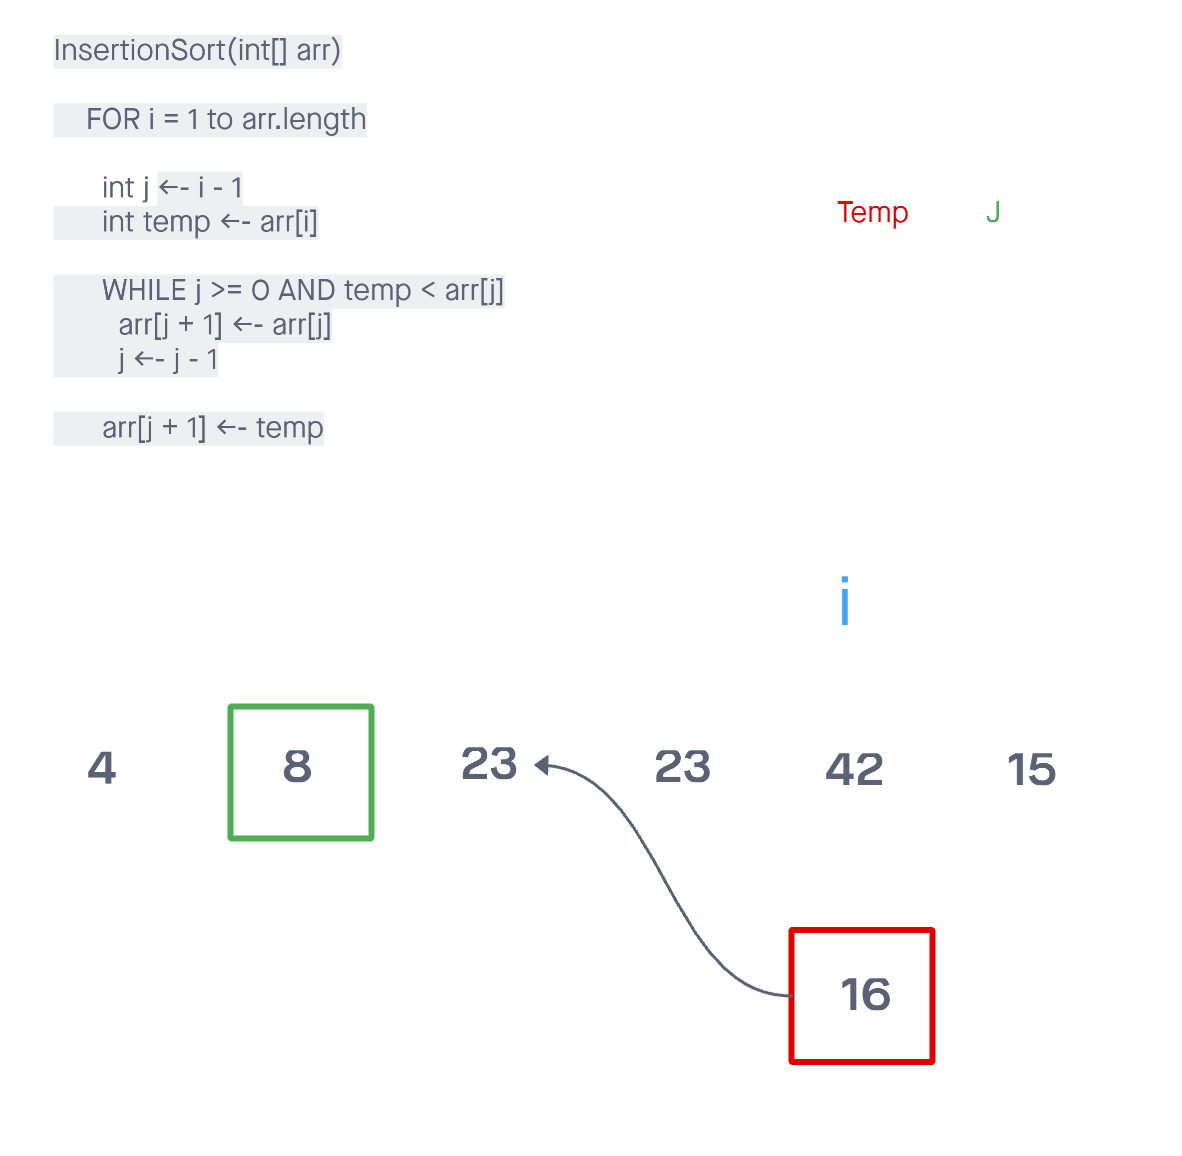 InsertionSort(int[] arr)
FOR i = 1 to arr.length
int j <- i - 1
int temp <- arr[i]
WHILE j >= 0 AND temp < arr[j]
arr[j + 1] <- arr[j]
j <- j - 1
arr[j + 1] <- temp
Temp J
i
4 8 23 23 42 15
16